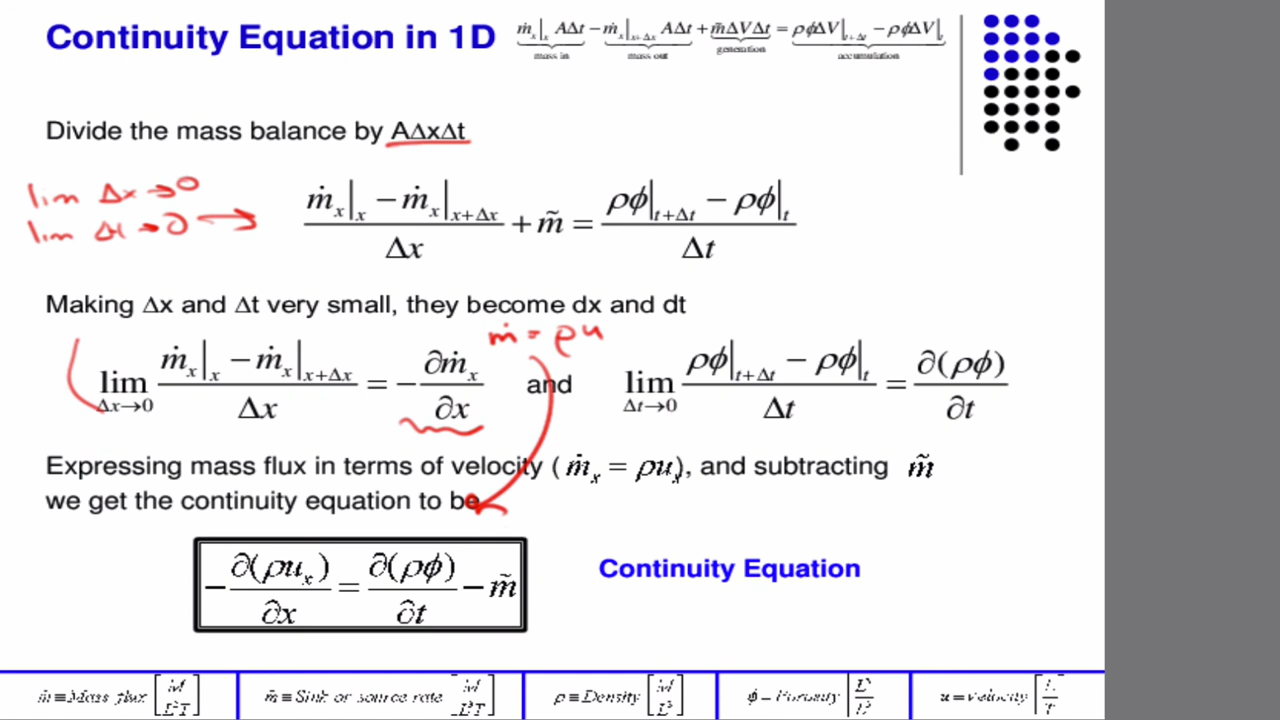 Continuity Equation in 1D
ṁₓ|ₓ AΔt − ṁₓ|ₓ₊Δₓ AΔt + m̃ΔVΔt = ρϕΔV|ₜ₊Δₜ − ρϕΔV|ₜ
mass in mass out generation accumulation
Divide the mass balance by AΔxΔt
lim Δx→0
lim Δt→0 →
(ṁₓ|ₓ − ṁₓ|ₓ₊Δₓ)/Δx + m̃ = (ρϕ|ₜ₊Δₜ − ρϕ|ₜ)/Δt
Making Δx and Δt very small, they become dx and dt
ṁ = ρu
lim Δx→0 (ṁₓ|ₓ − ṁₓ|ₓ₊Δₓ)/Δx = −∂ṁₓ/∂x and lim Δt→0 (ρϕ|ₜ₊Δₜ − ρϕ|ₜ)/Δt = ∂(ρϕ)/∂t
Expressing mass flux in terms of velocity (ṁₓ = ρuₓ), and subtracting m̃
we get the continuity equation to be
−∂(ρuₓ)/∂x = ∂(ρϕ)/∂t − m̃
Continuity Equation
ṁ ≡ Mass flux [M/L²T] m̃ ≡ Sink or source rate [M/L³T] ρ ≡ Density [M/L³] ϕ = Porosity [L³/L³] u = velocity [L/T]